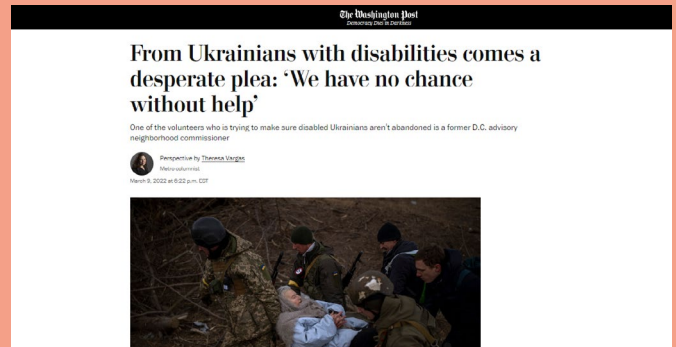 The Washington Post
Democracy Dies in Darkness
From Ukrainians with disabilities comes a
desperate plea: ‘We have no chance
without help’
One of the volunteers who is trying to make sure disabled Ukrainians aren’t abandoned is a former D.C. advisory
neighborhood commissioner
Perspective by Theresa Vargas
Metro columnist
March 9, 2022 at 6:22 p.m. CST